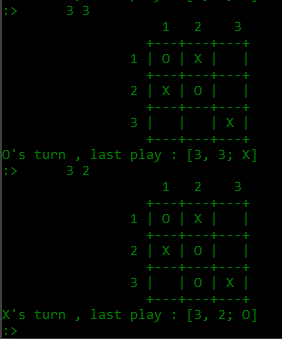 :>      3 3
                     1   2    3
                   +---+---+---+
                 1 | O | X |   |
                   +---+---+---+
                 2 | X | O |   |
                   +---+---+---+
                 3 |   |   | X |
                   +---+---+---+
O's turn , last play : [3, 3; X]
:>      3 2
                     1   2    3
                   +---+---+---+
                 1 | O | X |   |
                   +---+---+---+
                 2 | X | O |   |
                   +---+---+---+
                 3 |   | O | X |
                   +---+---+---+
X's turn , last play : [3, 2; O]
:>